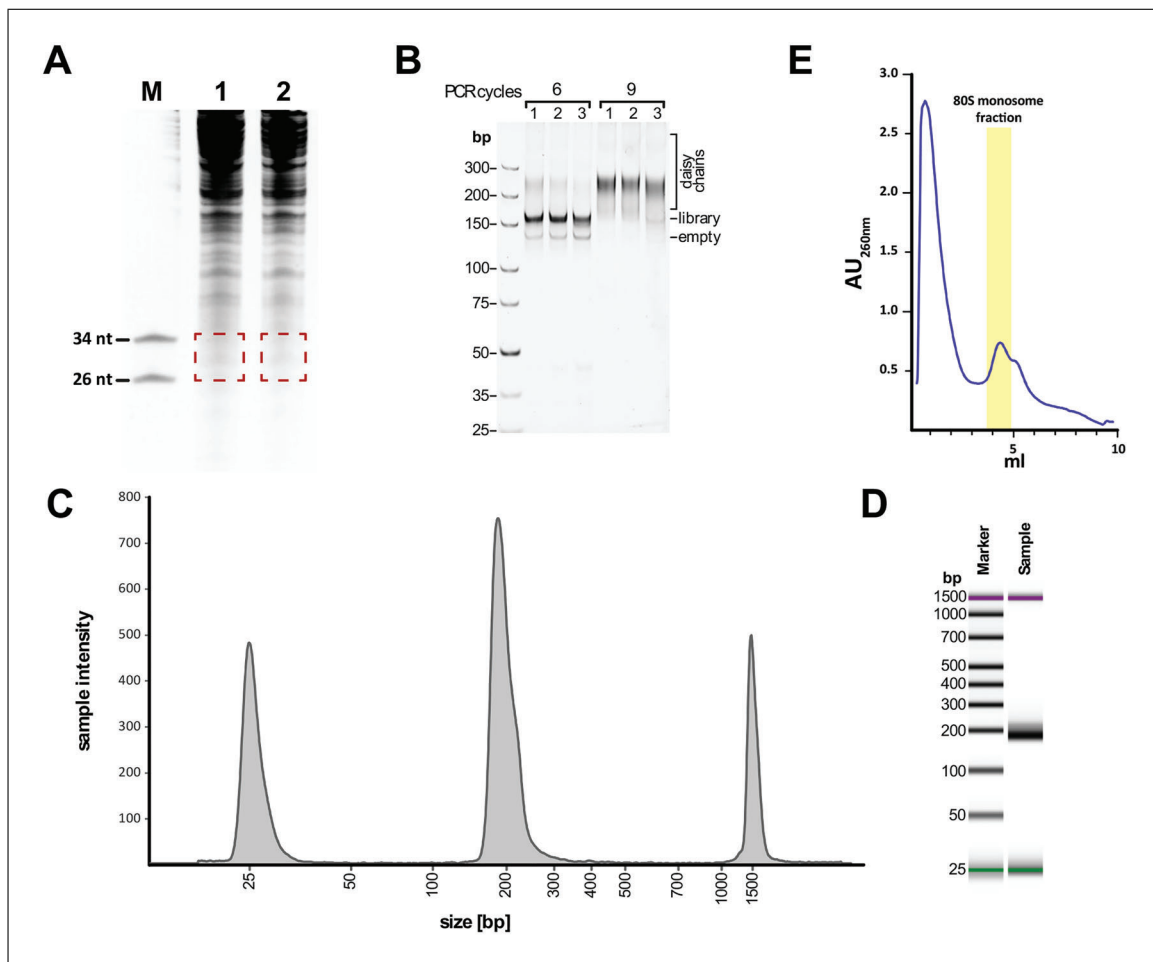 A
M 1 2
34 nt
26 nt
B
PCR cycles 6 9
1 2 3 1 2 3
bp
300
200
150
100
75
50
35
25
daisy
chains
library
empty
E
80S monosome
fraction
3.0
2.5
2.0
1.5
1.0
0.5
AU260nm
5 10
ml
C
800
700
600
500
400
300
200
100
sample intensity
25 50 100 200 300 400 500 700 1000 1500
size [bp]
D
Marker Sample
bp
1500
1000
700
500
400
300
200
100
50
25